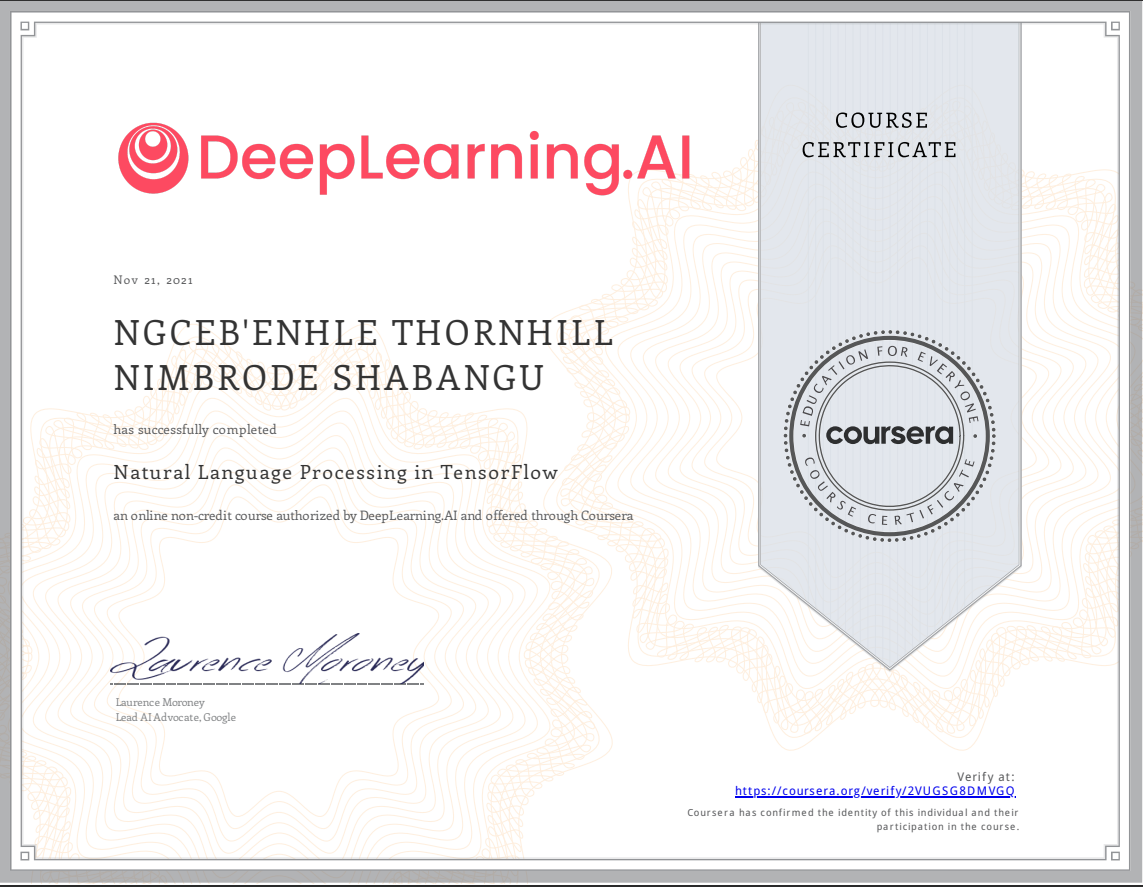 DeepLearning.AI
COURSE
CERTIFICATE
Nov 21, 2021
NGCEB'ENHLE THORNHILL
NIMBRODE SHABANGU
has successfully completed
Natural Language Processing in TensorFlow
an online non-credit course authorized by DeepLearning.AI and offered through Coursera
EDUCATION FOR EVERYONE
coursera
COURSE CERTIFICATE
Laurence Moroney
Laurence Moroney
Lead AI Advocate, Google
Verify at:
https://coursera.org/verify/2VUGSG8DMVGQ
Coursera has confirmed the identity of this individual and their
participation in the course.